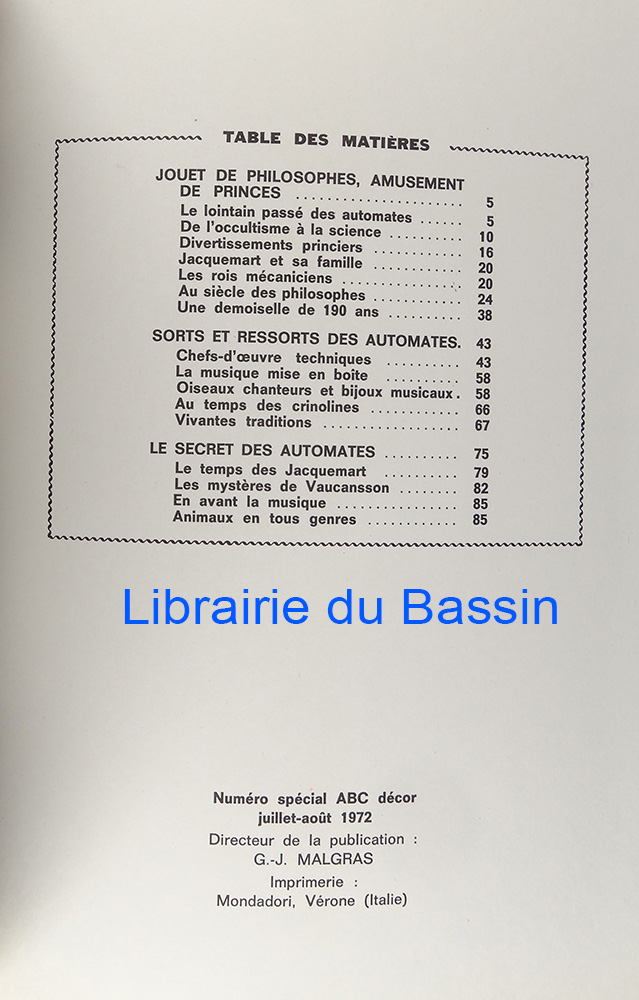 TABLE DES MATIÈRES
JOUET DE PHILOSOPHES, AMUSEMENT
DE PRINCES ...................... 5
Le lointain passé des automates ...... 5
De l'occultisme à la science .......... 10
Divertissements princiers ............ 16
Jacquemart et sa famille ............ 20
Les rois mécaniciens ................ 20
Au siècle des philosophes ............ 24
Une demoiselle de 190 ans .......... 38
SORTS ET RESSORTS DES AUTOMATES. 43
Chefs-d'œuvre techniques .......... 43
La musique mise en boîte .......... 58
Oiseaux chanteurs et bijoux musicaux. 58
Au temps des crinolines ............ 66
Vivantes traditions .................. 67
LE SECRET DES AUTOMATES .......... 75
Le temps des Jacquemart .......... 79
Les mystères de Vaucansson ........ 82
En avant la musique ................ 85
Animaux en tous genres ............ 85
Librairie du Bassin
Numéro spécial ABC décor
juillet-août 1972
Directeur de la publication :
G.-J. MALGRAS
Imprimerie :
Mondadori, Vérone (Italie)